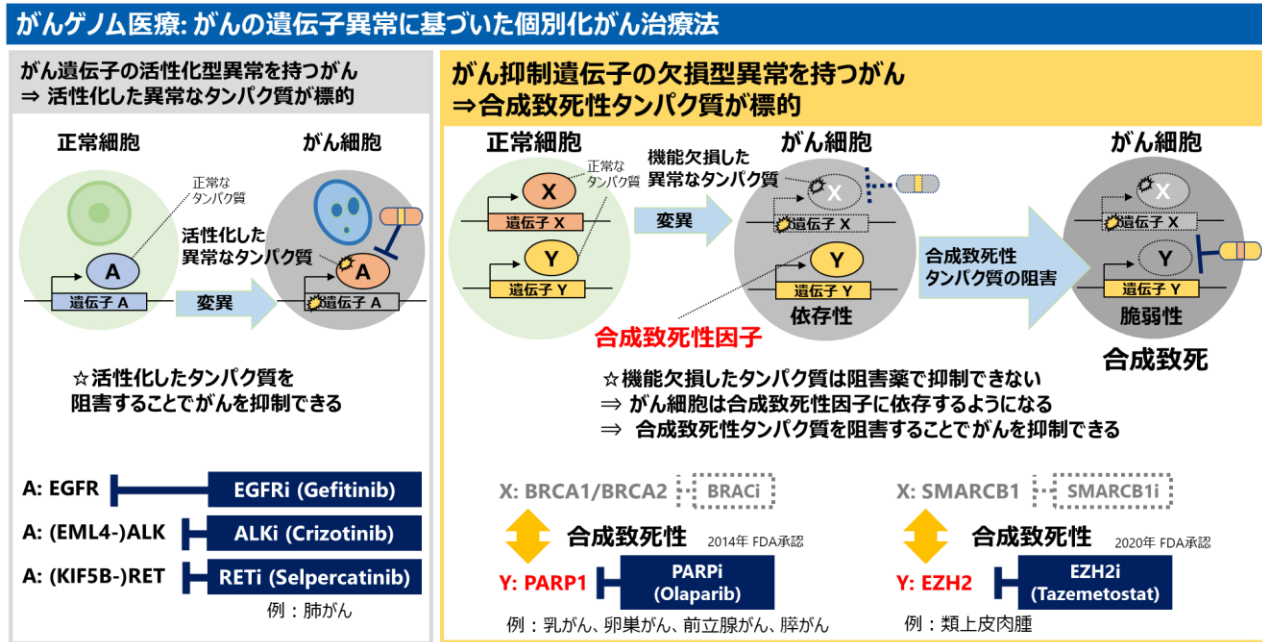 がんゲノム医療: がんの遺伝子異常に基づいた個別化がん治療法
がん遺伝子の活性化型異常を持つがん
⇒ 活性化した異常なタンパク質が標的
正常細胞
がん細胞
正常な
タンパク質
活性化した
異常なタンパク質
A
A
遺伝子 A
変異
遺伝子 A
☆活性化したタンパク質を
阻害することでがんを抑制できる
A: EGFR
EGFRi (Gefitinib)
A: (EML4-)ALK
ALKi (Crizotinib)
A: (KIF5B-)RET
RETi (Selpercatinib)
例：肺がん
がん抑制遺伝子の欠損型異常を持つがん
⇒合成致死性タンパク質が標的
正常細胞
がん細胞
がん細胞
正常な
タンパク質
機能欠損した
異常なタンパク質
X
X
X
遺伝子 X
変異
遺伝子 X
遺伝子 X
Y
Y
Y
合成致死性
タンパク質の阻害
遺伝子 Y
遺伝子 Y
遺伝子 Y
依存性
脆弱性
合成致死性因子
合成致死
☆機能欠損したタンパク質は阻害薬で抑制できない
⇒ がん細胞は合成致死性因子に依存するようになる
⇒ 合成致死性タンパク質を阻害することでがんを抑制できる
X: BRCA1/BRCA2
BRACi
合成致死性
2014年 FDA承認
Y: PARP1
PARPi
(Olaparib)
例：乳がん、卵巣がん、前立腺がん、膵がん
X: SMARCB1
SMARCB1i
合成致死性
2020年 FDA承認
Y: EZH2
EZH2i
(Tazemetostat)
例：類上皮肉腫